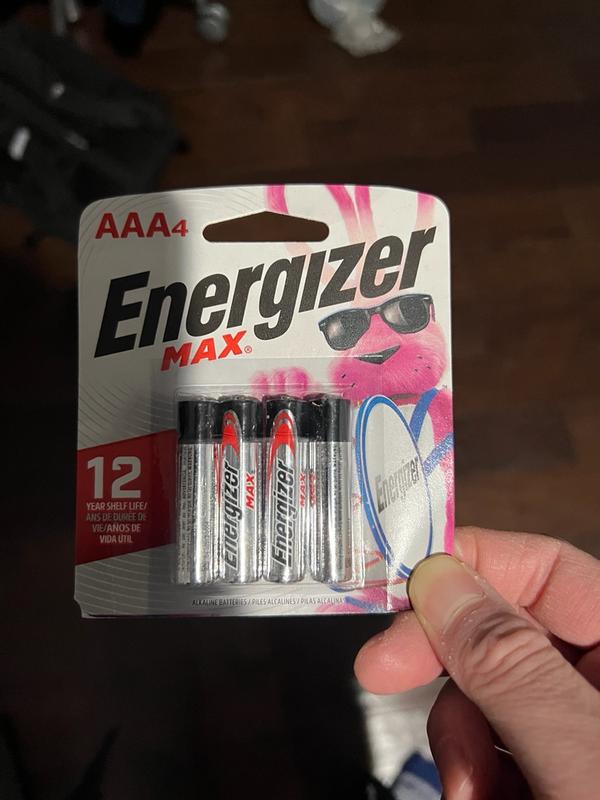 AAA4
Energizer
MAX®
12
YEAR SHELF LIFE/
ANS DE DURÉE DE
VIE/AÑOS DE
VIDA ÚTIL
Energizer
MAX
Energizer
MAX
Energizer
ALKALINE BATTERIES / PILES ALCALINES / PILAS ALCALINAS